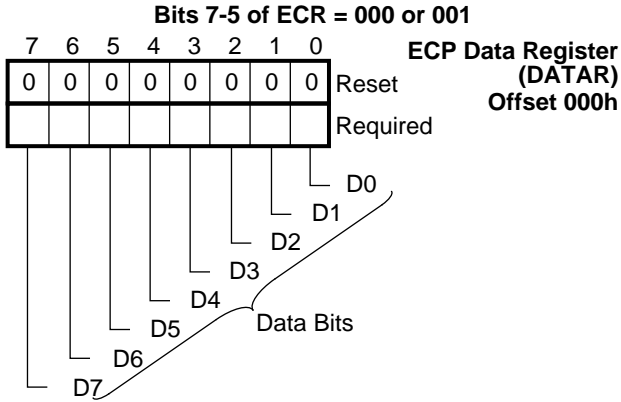 Bits 7-5 of ECR = 000 or 001
7 6 5 4 3 2 1 0
ECP Data Register
(DATAR)
Offset 000h
0 0 0 0 0 0 0 0 Reset
Required
D0
D1
D2
D3
D4
Data Bits
D5
D6
D7